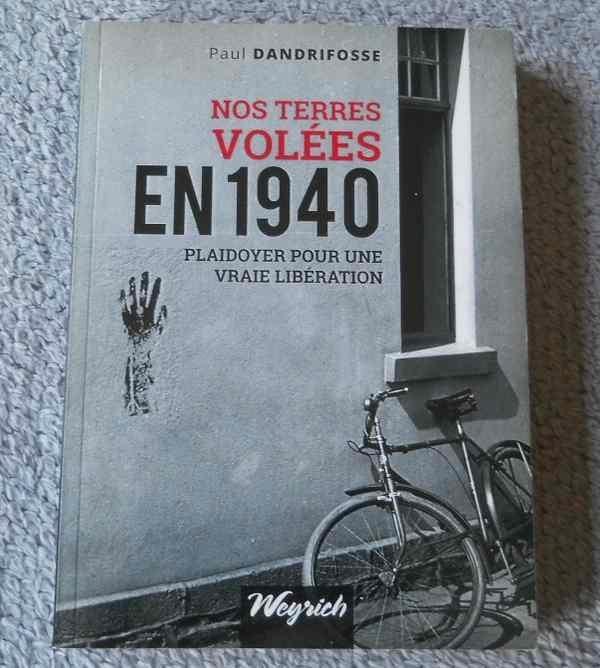 Paul DANDRIFOSSE
NOS TERRES
VOLÉES
EN 1940
PLAIDOYER POUR UNE
VRAIE LIBÉRATION
Weyrich